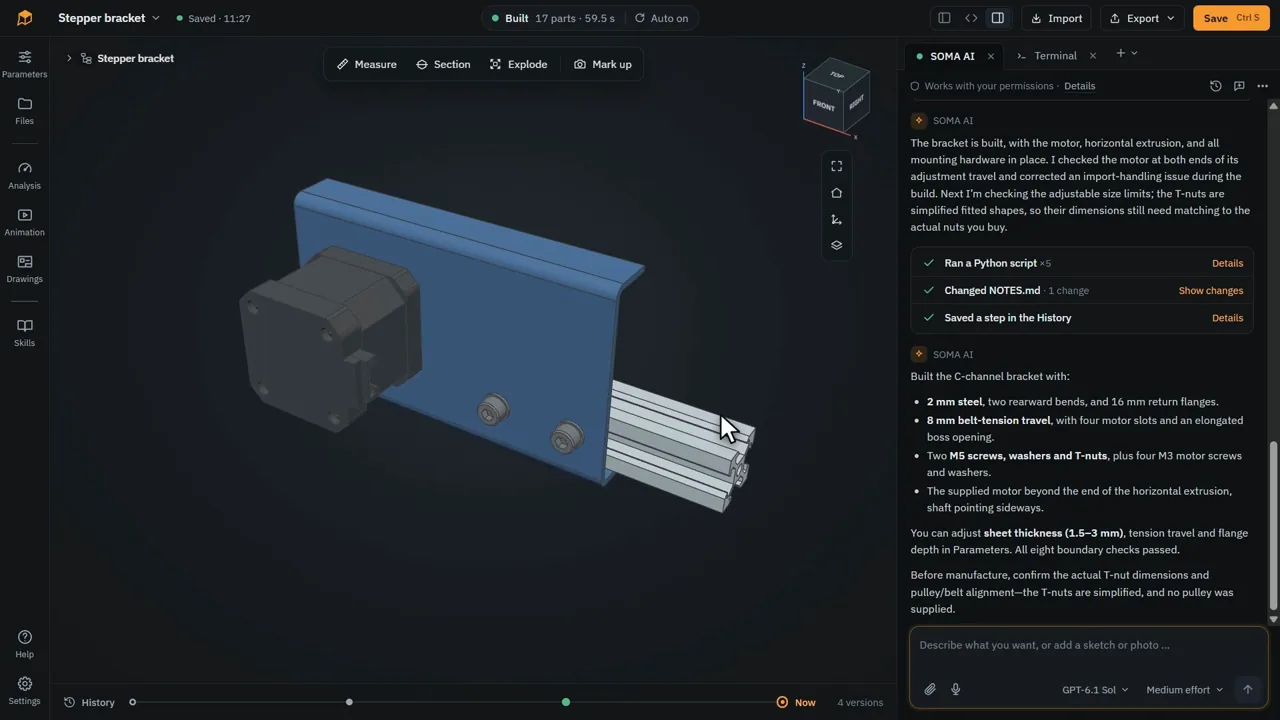 Stepper bracket
Saved · 11:27
Built 17 parts · 59.5 s
Auto on
Import
Export
Save Ctrl S
Parameters
Files
Analysis
Animation
Drawings
Skills
Help
Settings
Stepper bracket
Measure
Section
Explode
Mark up
z
TOP
FRONT
RIGHT
x
History
Now
4 versions
SOMA AI
Terminal
Works with your permissions · Details
SOMA AI
The bracket is built, with the motor, horizontal extrusion, and all
mounting hardware in place. I checked the motor at both ends of its
adjustment travel and corrected an import-handling issue during the
build. Next I’m checking the adjustable size limits; the T-nuts are
simplified fitted shapes, so their dimensions still need matching to the
actual nuts you buy.
Ran a Python script ×5 Details
Changed NOTES.md · 1 change Show changes
Saved a step in the History Details
SOMA AI
Built the C-channel bracket with:
• 2 mm steel, two rearward bends, and 16 mm return flanges.
• 8 mm belt-tension travel, with four motor slots and an elongated
boss opening.
• Two M5 screws, washers and T-nuts, plus four M3 motor screws
and washers.
• The supplied motor beyond the end of the horizontal extrusion,
shaft pointing sideways.
You can adjust sheet thickness (1.5–3 mm), tension travel and flange
depth in Parameters. All eight boundary checks passed.
Before manufacture, confirm the actual T-nut dimensions and
pulley/belt alignment—the T-nuts are simplified, and no pulley was
supplied.
Describe what you want, or add a sketch or photo ...
GPT-6.1 Sol
Medium effort